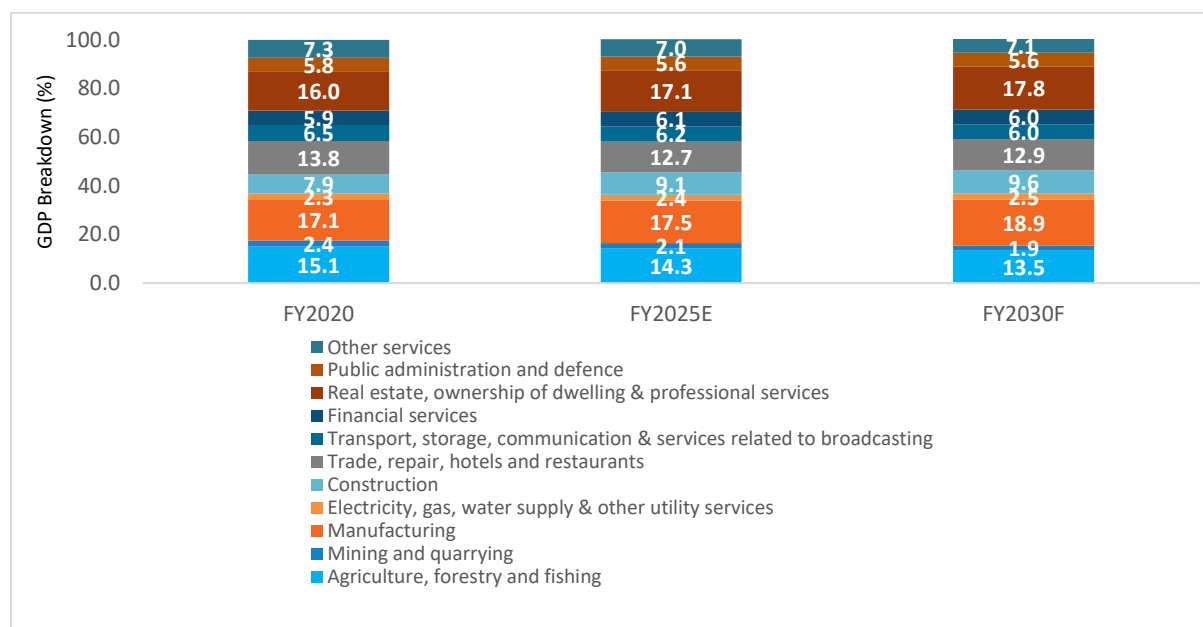 GDP Breakdown (%)
100.0
80.0
60.0
40.0
20.0
0.0
7.3
5.8
16.0
5.9
6.5
13.8
7.9
2.3
17.1
2.4
15.1
7.0
5.6
17.1
6.1
6.2
12.7
9.1
2.4
17.5
2.1
14.3
7.1
5.6
17.8
6.0
6.0
12.9
9.6
2.5
18.9
1.9
13.5
FY2020
FY2025E
FY2030F
Other services
Public administration and defence
Real estate, ownership of dwelling & professional services
Financial services
Transport, storage, communication & services related to broadcasting
Trade, repair, hotels and restaurants
Construction
Electricity, gas, water supply & other utility services
Manufacturing
Mining and quarrying
Agriculture, forestry and fishing